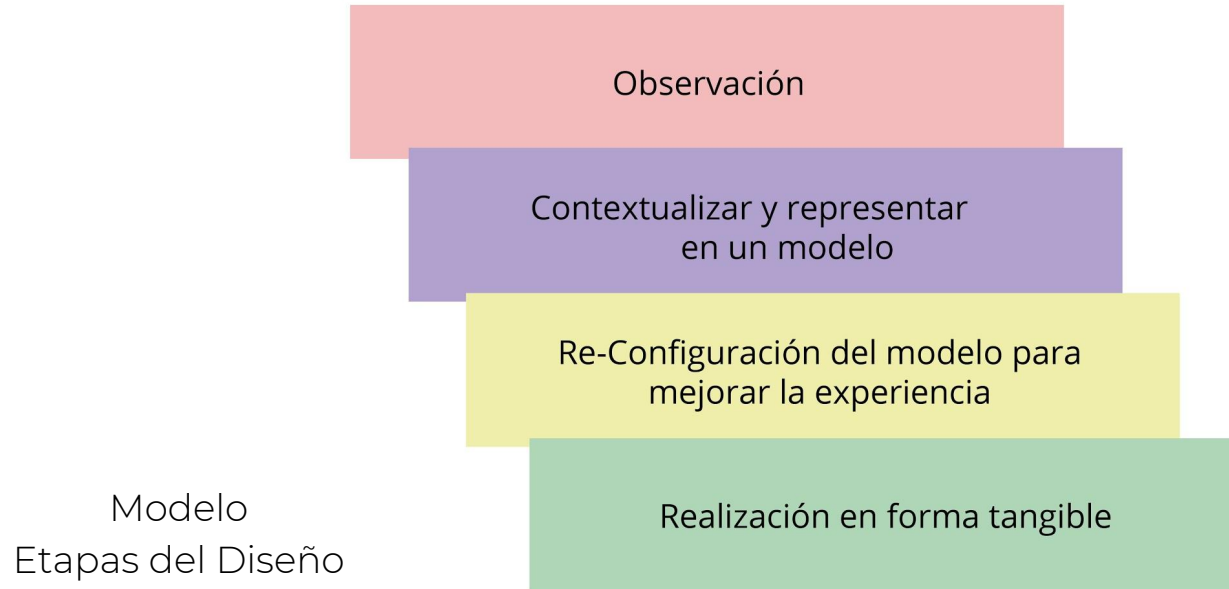 Observación
Contextualizar y representar
en un modelo
Re-Configuración del modelo para
mejorar la experiencia
Realización en forma tangible
Modelo
Etapas del Diseño